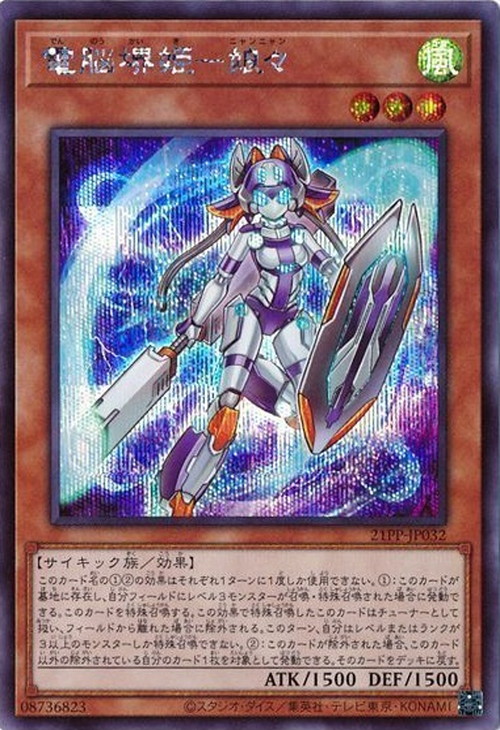 でんのうかいき ニャンニャン
電脳堺姫－娘々
風
21PP-JP032
【サイキック族／効果】
このカード名の①②の効果はそれぞれ1ターンに1度しか使用できない。①:このカードが
墓地に存在し、自分フィールドにレベル３モンスターが召喚・特殊召喚された場合に発動で
きる。このカードを特殊召喚する。この効果で特殊召喚したこのカードはチューナーとして
扱い、フィールドから離れた場合に除外される。このターン、自分はレベルまたはランクが
３以上のモンスターしか特殊召喚できない。②:このカードが除外された場合、このカード
以外の除外されている自分のカード1枚を対象として発動できる。そのカードをデッキに戻す。
ATK/1500 DEF/1500
08736823
©スタジオ・ダイス／集英社・テレビ東京・KONAMI